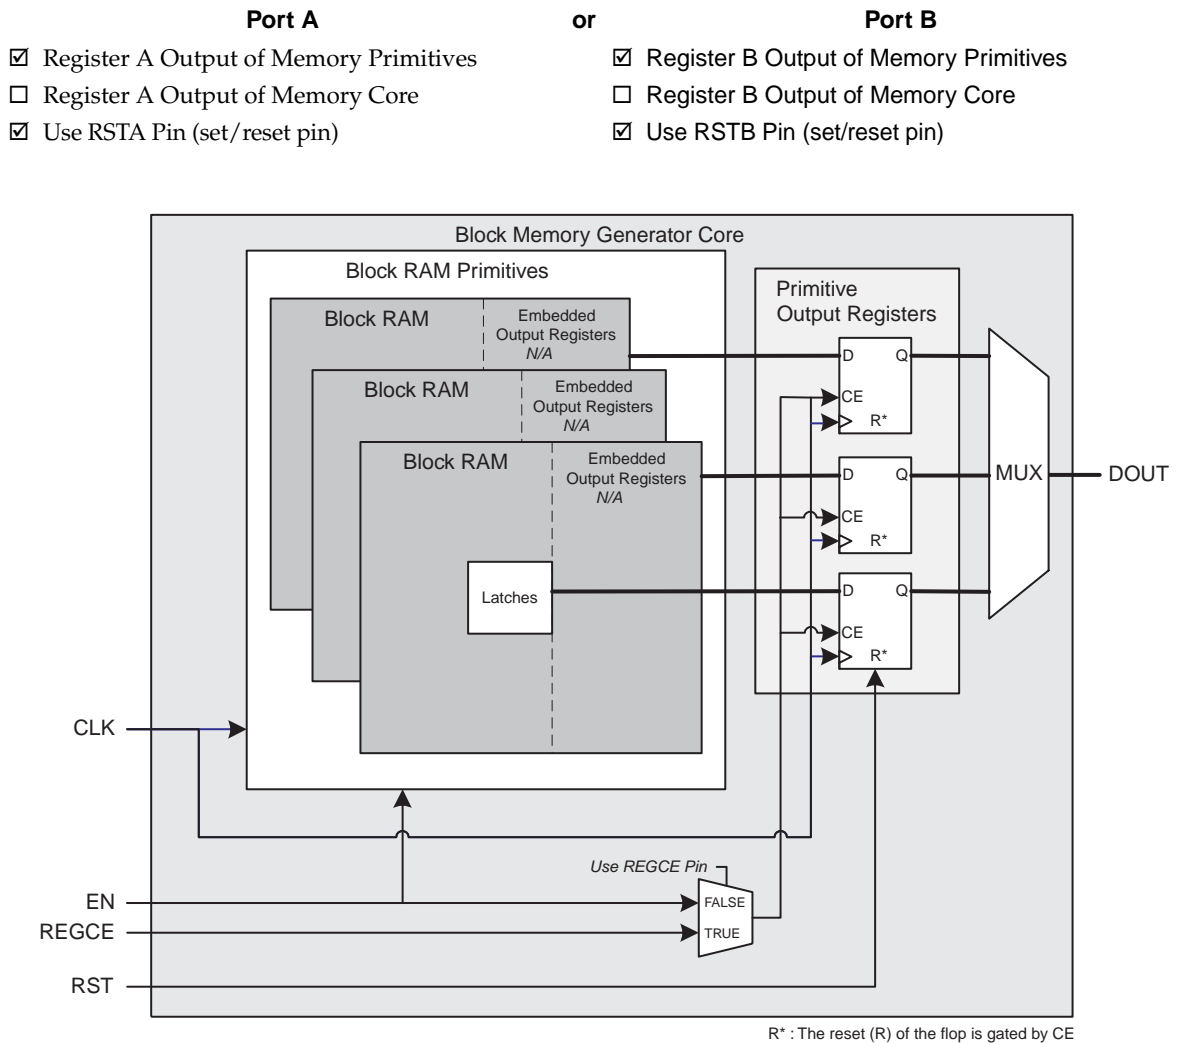 Port A or Port B
☑ Register A Output of Memory Primitives
☐ Register A Output of Memory Core
☑ Use RSTA Pin (set/reset pin)
☑ Register B Output of Memory Primitives
☐ Register B Output of Memory Core
☑ Use RSTB Pin (set/reset pin)
Block Memory Generator Core
Block RAM Primitives
Block RAM
Embedded
Output Registers
N/A
Block RAM
Embedded
Output Registers
N/A
Block RAM
Embedded
Output Registers
N/A
Latches
Primitive
Output Registers
D Q
CE
R*
D Q
CE
R*
D Q
CE
R*
MUX
DOUT
CLK
EN
REGCE
RST
Use REGCE Pin
FALSE
TRUE
R* : The reset (R) of the flop is gated by CE